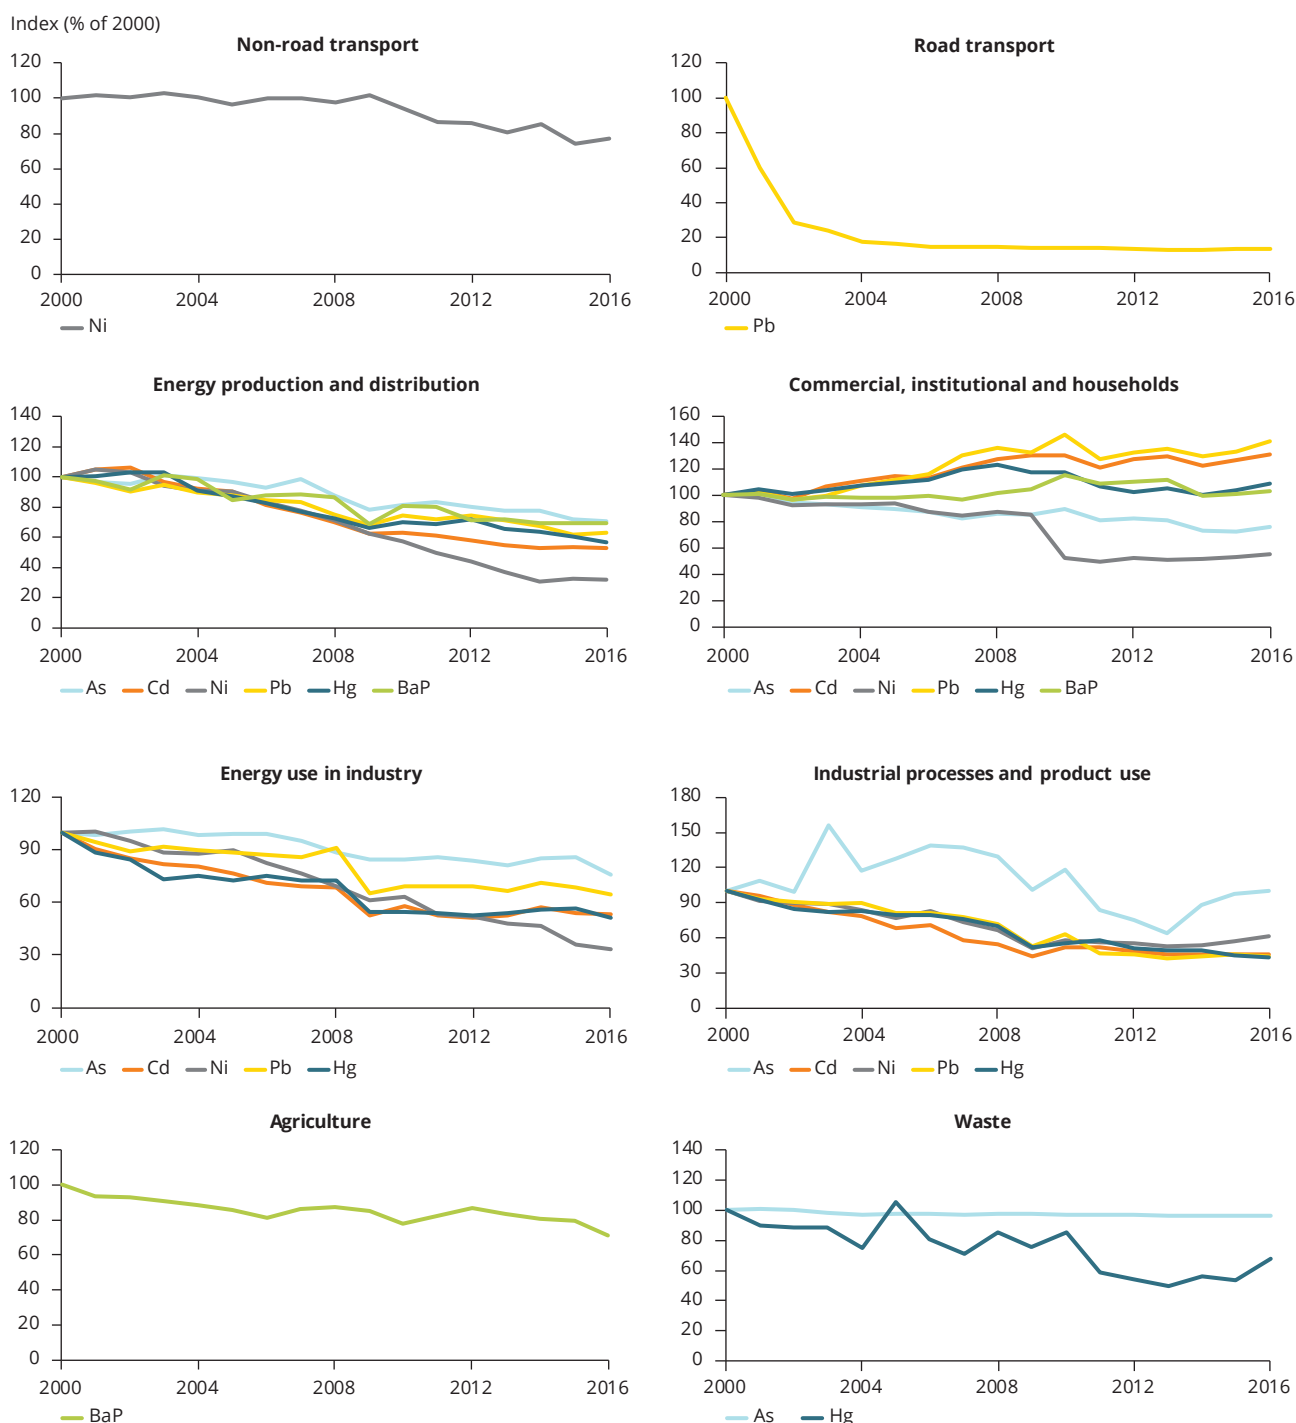 Index (% of 2000)
Non-road transport
120
100
80
60
40
20
0
2000 2004 2008 2012 2016
Ni
Road transport
120
100
80
60
40
20
0
2000 2004 2008 2012 2016
Pb
Energy production and distribution
140
120
100
80
60
40
20
0
2000 2004 2008 2012 2016
As Cd Ni Pb Hg BaP
Commercial, institutional and households
160
140
120
100
80
60
40
20
0
2000 2004 2008 2012 2016
As Cd Ni Pb Hg BaP
Energy use in industry
120
90
60
30
0
2000 2004 2008 2012 2016
As Cd Ni Pb Hg
Industrial processes and product use
180
150
120
90
60
30
0
2000 2004 2008 2012 2016
As Cd Ni Pb Hg
Agriculture
120
100
80
60
40
20
0
2000 2004 2008 2012 2016
BaP
Waste
140
120
100
80
60
40
20
0
2000 2004 2008 2012 2016
As Hg